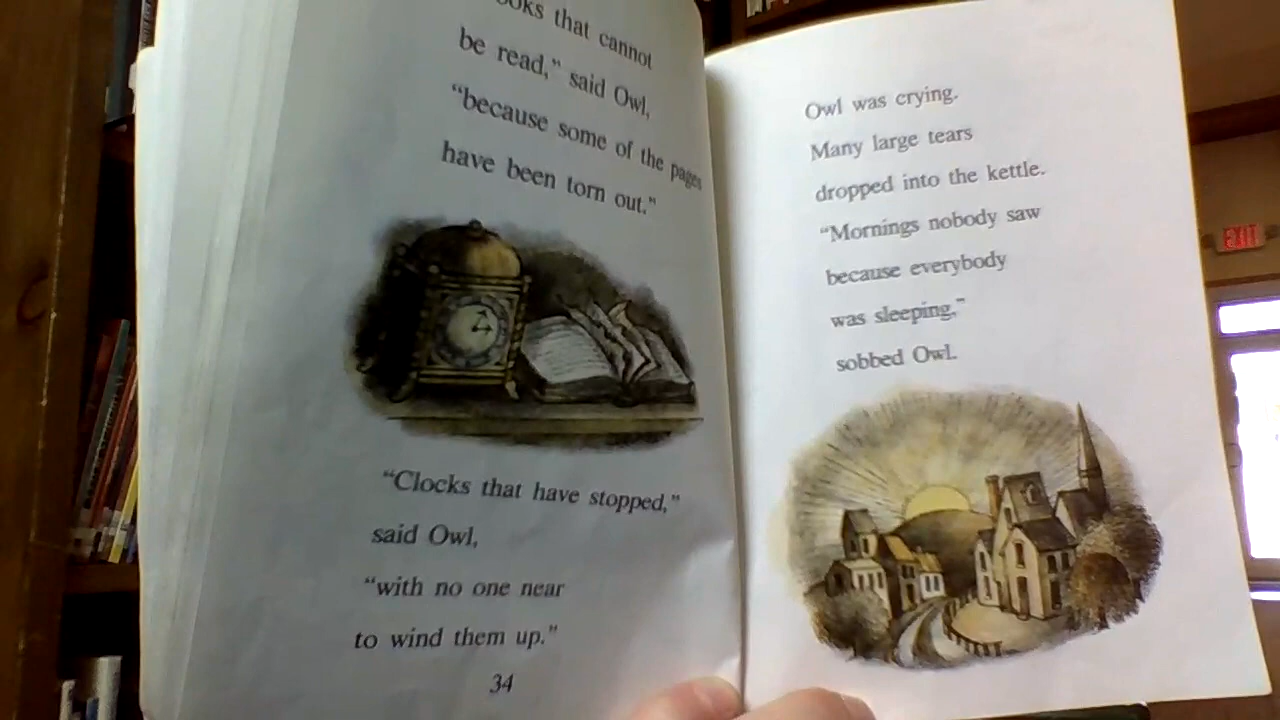 that cannot
be read,” said Owl,
“because some of the pages
have been torn out.”
“Clocks that have stopped,”
said Owl,
“with no one near
to wind them up.”
34
Owl was crying.
Many large tears
dropped into the kettle.
“Mornings nobody saw
because everybody
was sleeping,”
sobbed Owl.
EXIT